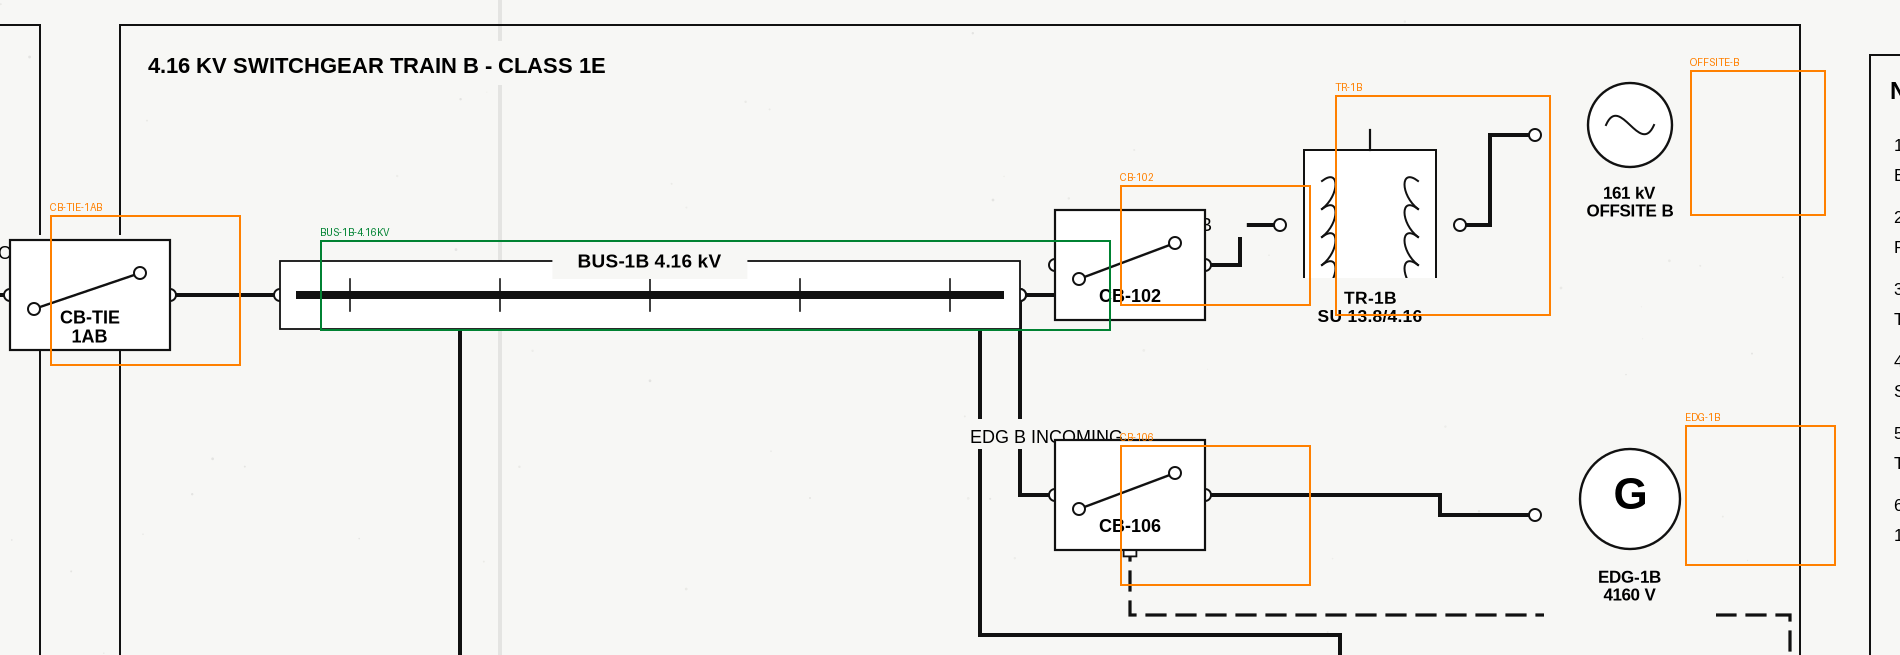 4.16 KV SWITCHGEAR TRAIN B - CLASS 1E
OFFSITE-B
TR-1B
CB-102
161 kV
OFFSITE B
CB-TIE-1AB
BUS-1B-4.16KV
BUS-1B 4.16 kV
CB-102
TR-1B
SU 13.8/4.16
CB-TIE
1AB
EDG-1B
EDG B INCOMING
CB-106
G
CB-106
EDG-1B
4160 V